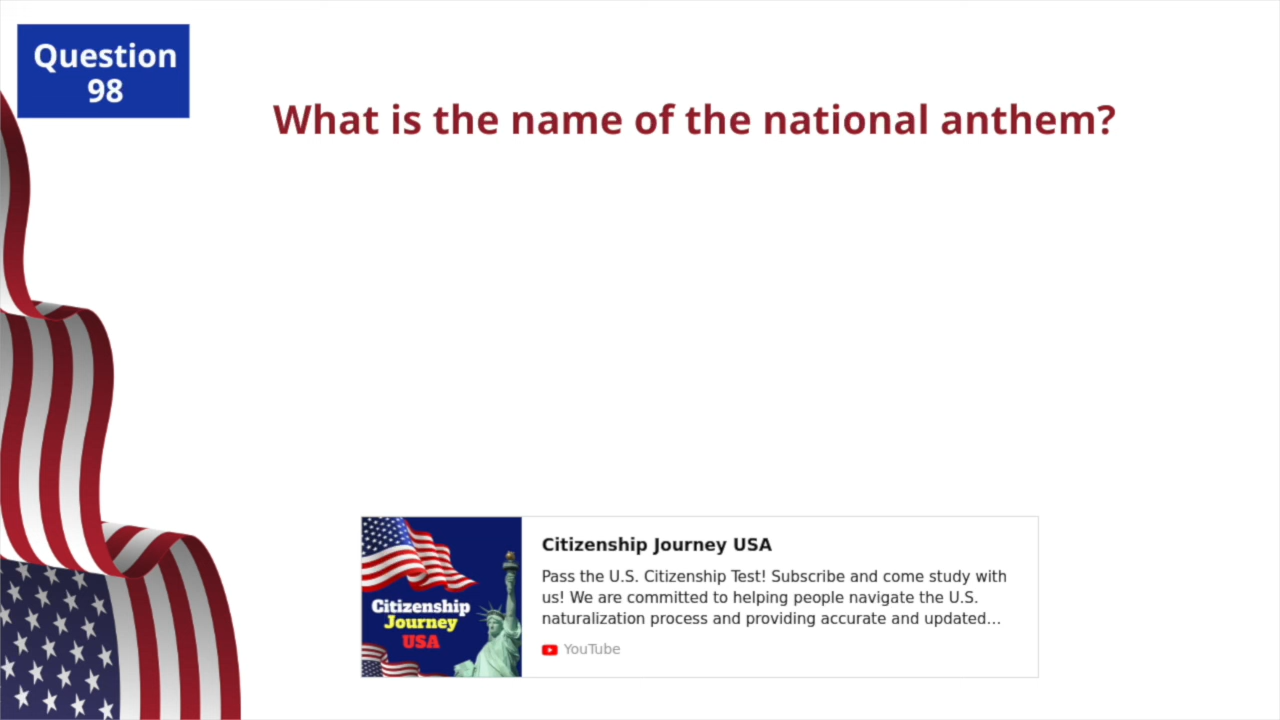 Question
98
What is the name of the national anthem?
Citizenship
Journey
USA
Citizenship Journey USA
Pass the U.S. Citizenship Test! Subscribe and come study with
us! We are committed to helping people navigate the U.S.
naturalization process and providing accurate and updated...
YouTube